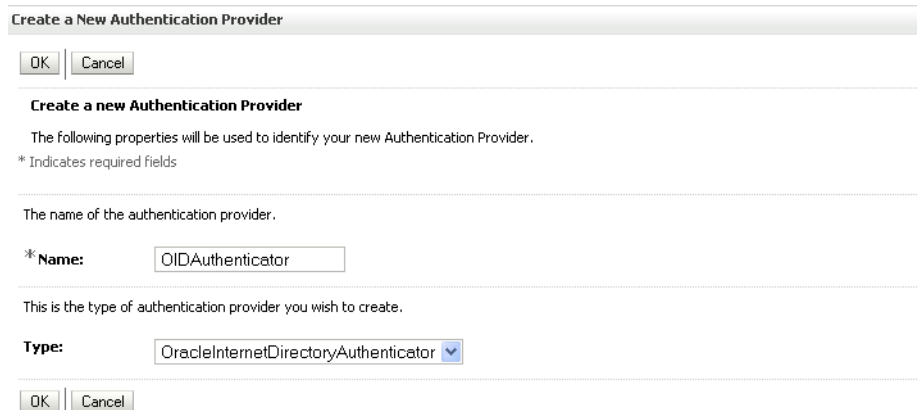 Create a New Authentication Provider
OK Cancel
Create a new Authentication Provider
The following properties will be used to identify your new Authentication Provider.
* Indicates required fields
The name of the authentication provider.
*Name: OIDAuthenticator
This is the type of authentication provider you wish to create.
Type: OracleInternetDirectoryAuthenticator
OK Cancel